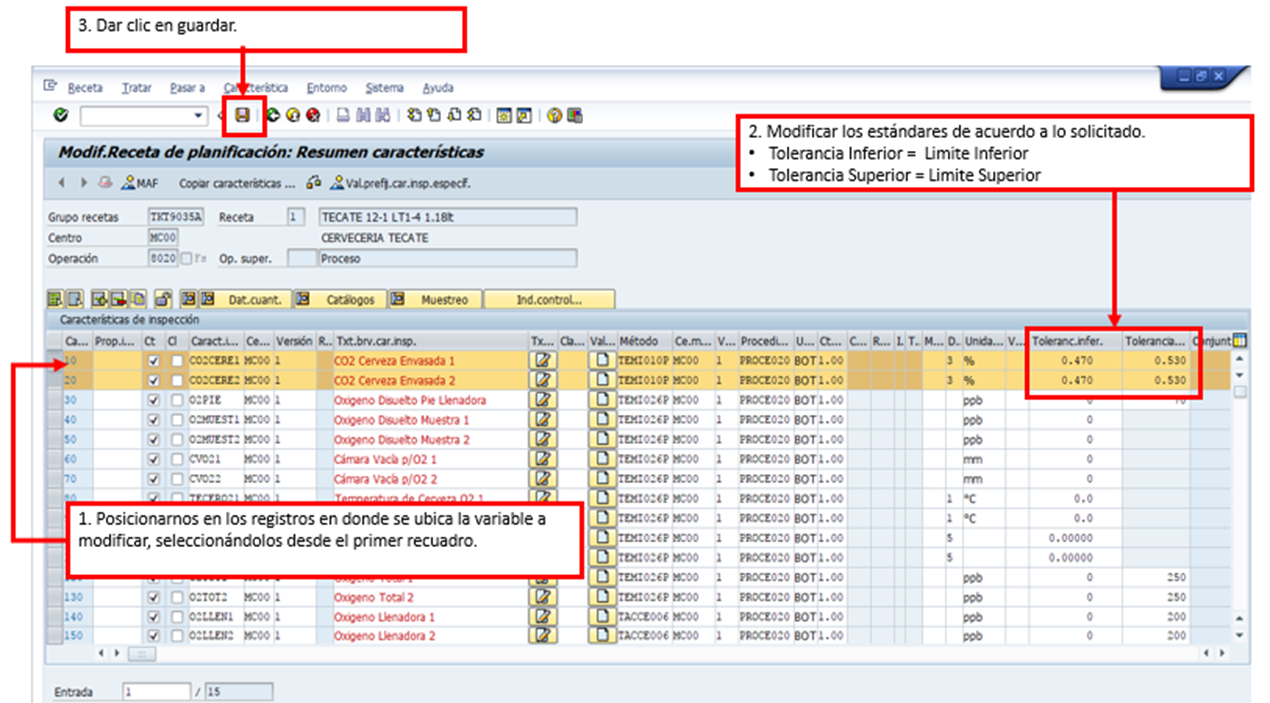 3. Dar clic en guardar.
Receta Tratar Pasar a Característica Entorno Sistema Ayuda
2. Modificar los estándares de acuerdo a lo solicitado.
• Tolerancia Inferior = Limite Inferior
• Tolerancia Superior = Limite Superior
Modif.Receta de planificación: Resumen características
MAF Copiar características ... Val.prefij.car.insp.especif.
Grupo recetas TKT9035A Receta 1 TECATE 12-1 LT1-4 1.18lt
Centro MC00 CERVECERIA TECATE
Operación 8020 Fs Op. super. Proceso
Dat.cuant. Catálogos Muestreo Ind.control...
Características de inspección
Ca... Prop.i... Ct Cl Caract.i... Ce... Versión R.. Txt.brv.car.insp. Tx... Cla... Val... Método Ce.m... V... Procedi... U... Ct... C... R... I. T.. M... D.. Unida... V... Toleranc.infer. Tolerancia... Conjunt
10 CO2CERE1 MC00 1 CO2 Cerveza Envasada 1 TEMI010P MC00 1 PROCE020 BOT 1.00 3 % 0.470 0.530
20 CO2CERE2 MC00 1 CO2 Cerveza Envasada 2 TEMI010P MC00 1 PROCE020 BOT 1.00 3 % 0.470 0.530
30 O2PIE MC00 1 Oxigeno Disuelto Pie Llenadora TEMI026P MC00 1 PROCE020 BOT 1.00 ppb 0 70
40 O2MUEST1 MC00 1 Oxigeno Disuelto Muestra 1 TEMI026P MC00 1 PROCE020 BOT 1.00 ppb 0
50 O2MUEST2 MC00 1 Oxigeno Disuelto Muestra 2 TEMI026P MC00 1 PROCE020 BOT 1.00 ppb 0
60 CVO21 MC00 1 Cámara Vacía p/O2 1 TEMI026P MC00 1 PROCE020 BOT 1.00 mm 0
70 CVO22 MC00 1 Cámara Vacía p/O2 2 TEMI026P MC00 1 PROCE020 BOT 1.00 mm 0
80 TECERO21 MC00 1 Temperatura de Cerveza O2 1 TEMI026P MC00 1 PROCE020 BOT 1.00 1 °C 0.0
1. Posicionarnos en los registros en donde se ubica la variable a
modificar, seleccionándolos desde el primer recuadro.
TEMI026P MC00 1 PROCE020 BOT 1.00 1 °C 0.0
TEMI026P MC00 1 PROCE020 BOT 1.00 5 0.00000
TEMI026P MC00 1 PROCE020 BOT 1.00 5 0.00000
Oxigeno Total 1 TEMI026P MC00 1 PROCE020 BOT 1.00 ppb 0 250
130 O2TOT2 MC00 1 Oxigeno Total 2 TEMI026P MC00 1 PROCE020 BOT 1.00 ppb 0 250
140 O2LLEN1 MC00 1 Oxigeno Llenadora 1 TACCE006 MC00 1 PROCE020 BOT 1.00 ppb 0 200
150 O2LLEN2 MC00 1 Oxigeno Llenadora 2 TACCE006 MC00 1 PROCE020 BOT 1.00 ppb 0 200
Entrada 1 / 15